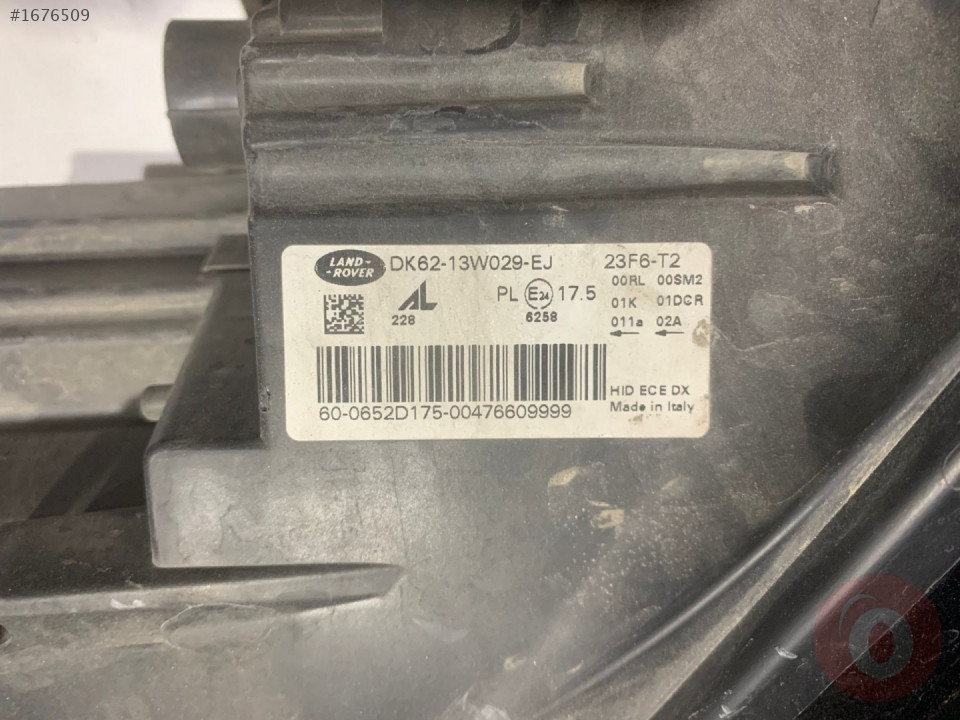 #1676509
LAND-
ROVER
DK62-13W029-EJ
23F6-T2
00RL 00SM2
AL
228
PL E24 17.5
6258
01K 01DCR
011a 02A
60-0652D175-00476609999
HID ECE DX
Made in Italy